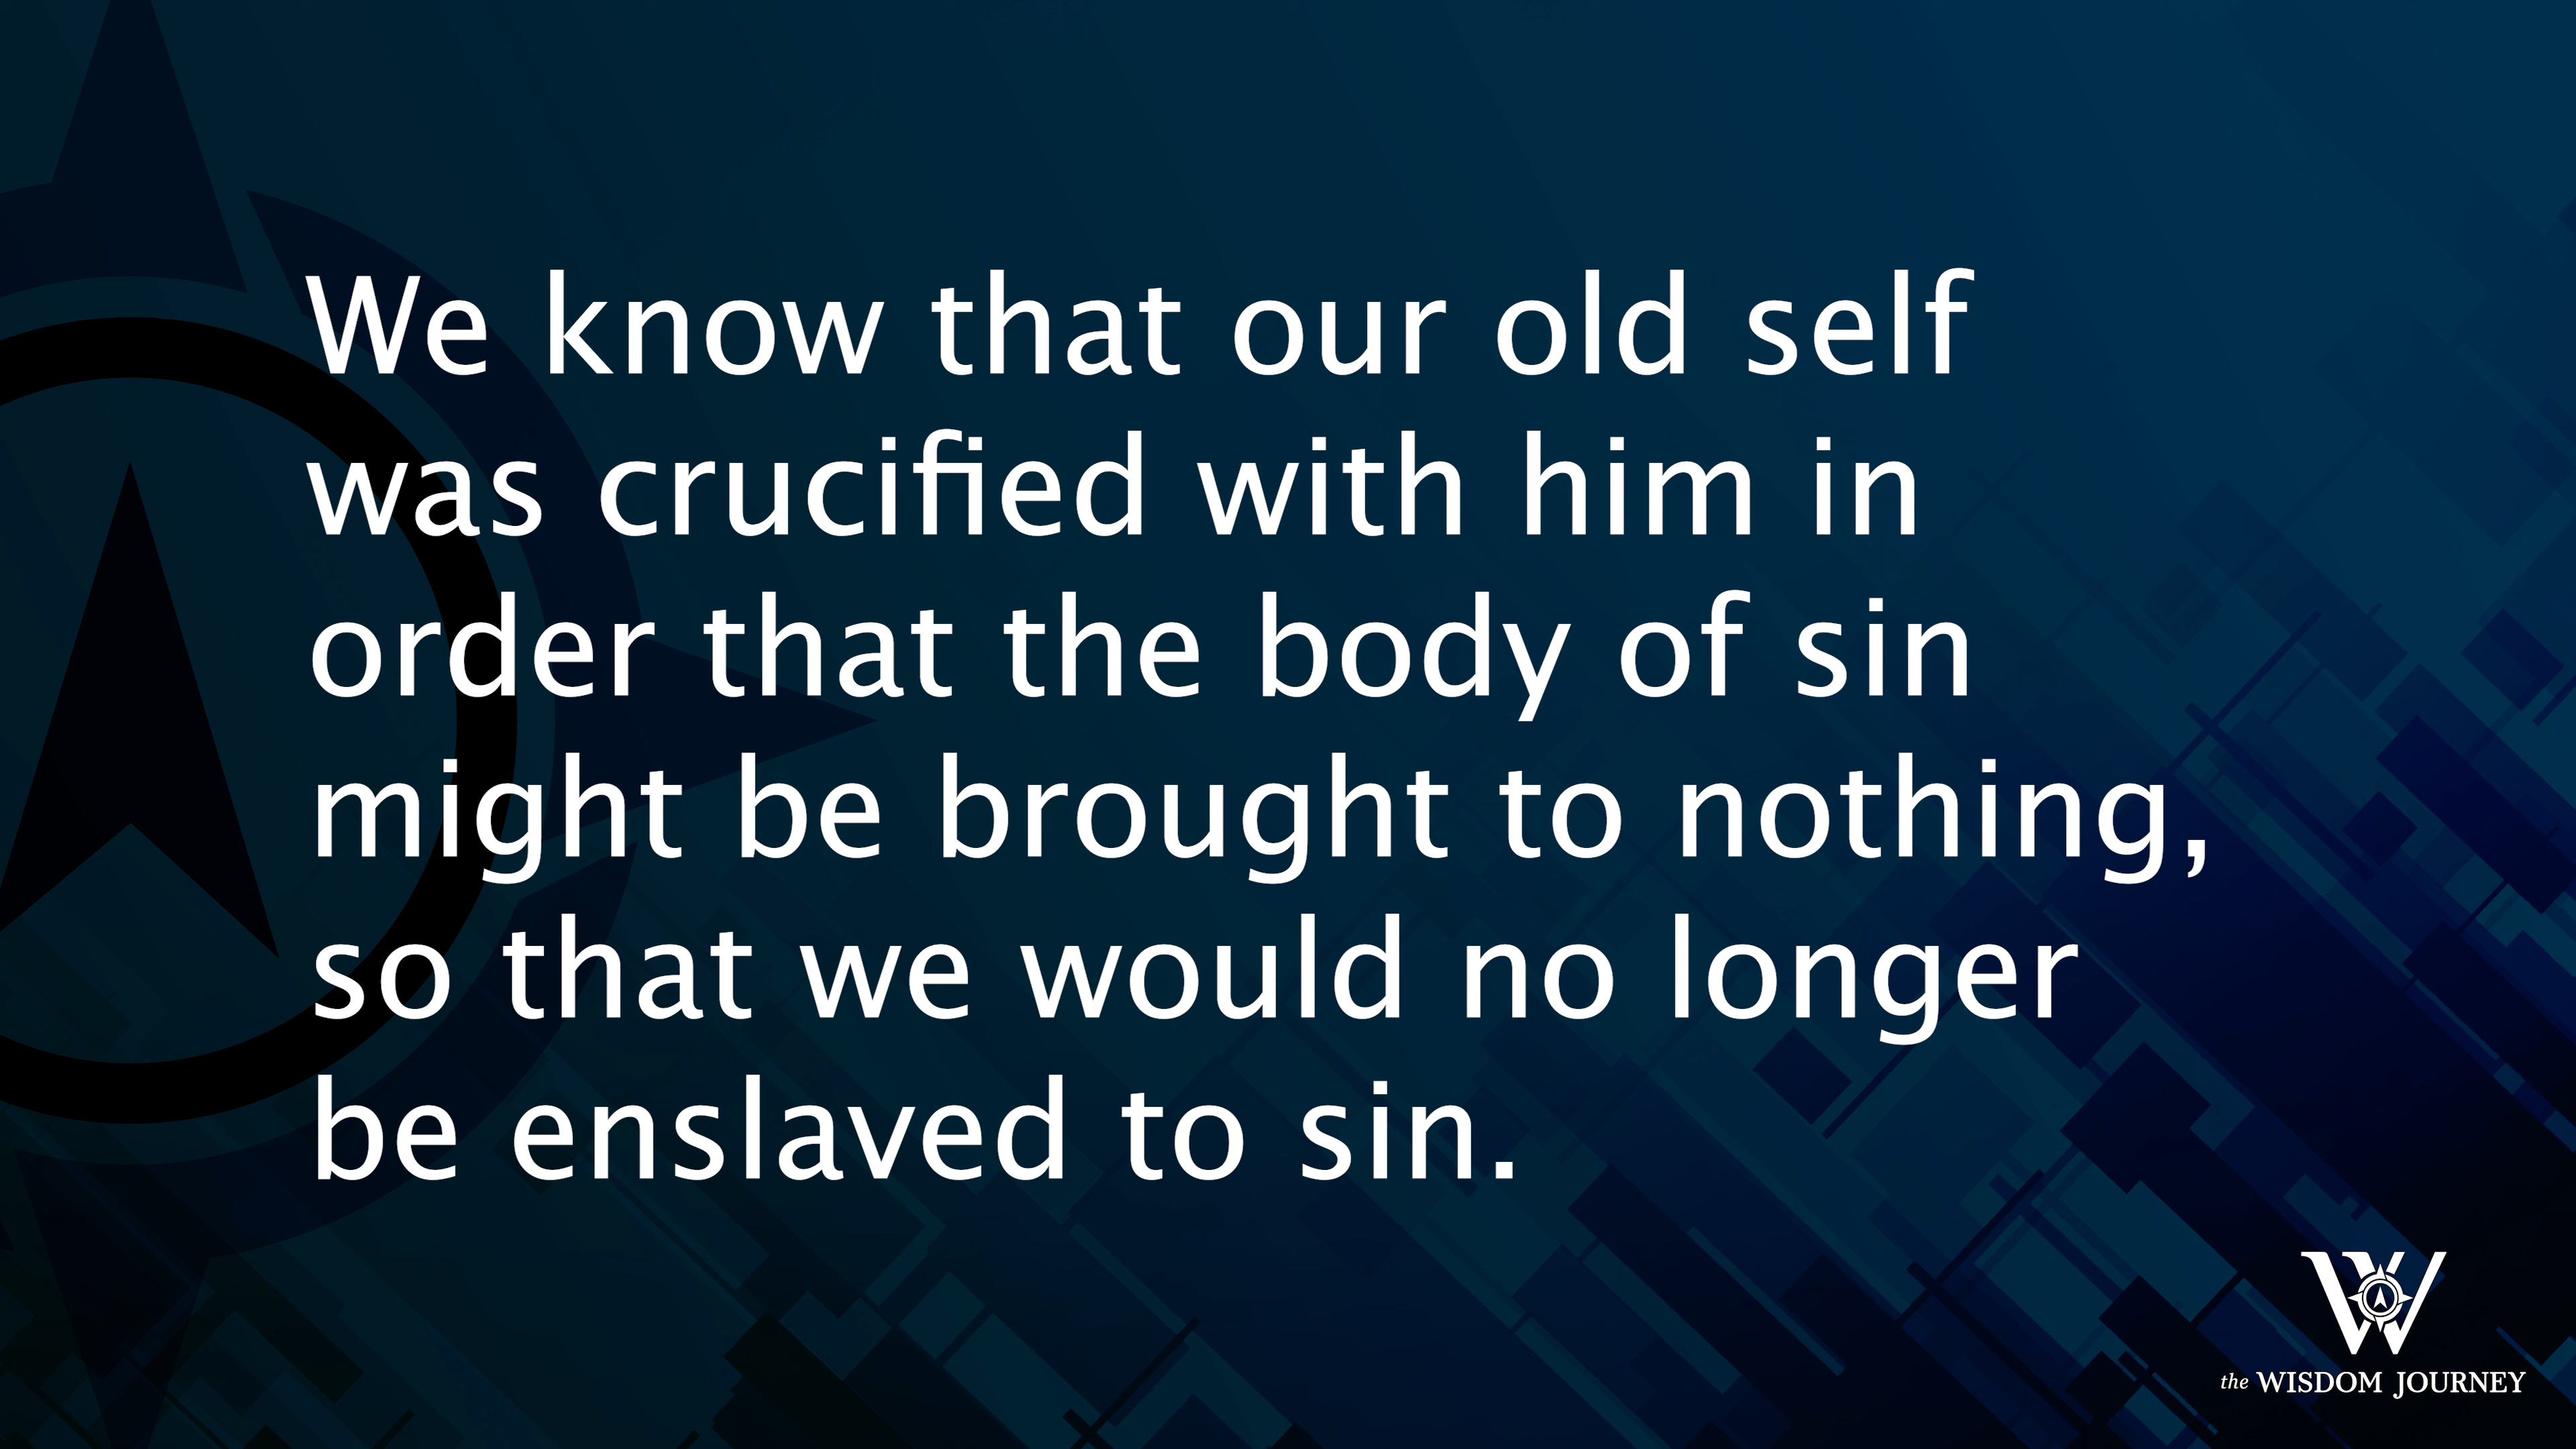 We know that our old self
was crucified with him in
order that the body of sin
might be brought to nothing,
so that we would no longer
be enslaved to sin.
W
the WISDOM JOURNEY